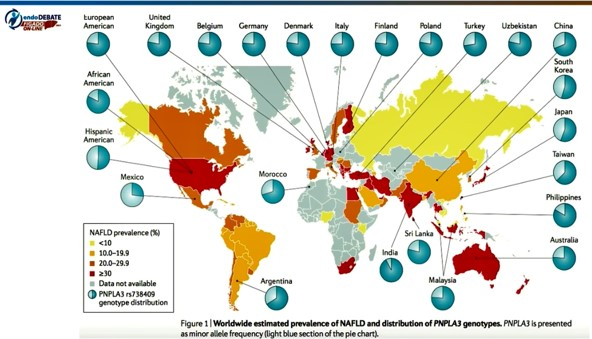 endoDEBATE
FÍGADO
ON-LINE
European
American
United
Kingdom
Belgium
Germany
Denmark
Italy
Finland
Poland
Turkey
Uzbekistan
China
African
American
South
Korea
Hispanic
American
Japan
Mexico
Morocco
Taiwan
Philippines
Sri Lanka
India
Malaysia
Australia
Argentina
NAFLD prevalence (%)
<10
10.0–19.9
20.0–29.9
≥30
Data not available
PNPLA3 rs738409
genotype distribution
Figure 1 | Worldwide estimated prevalence of NAFLD and distribution of PNPLA3 genotypes. PNPLA3 is presented
as minor allele frequency (light blue section of the pie chart).